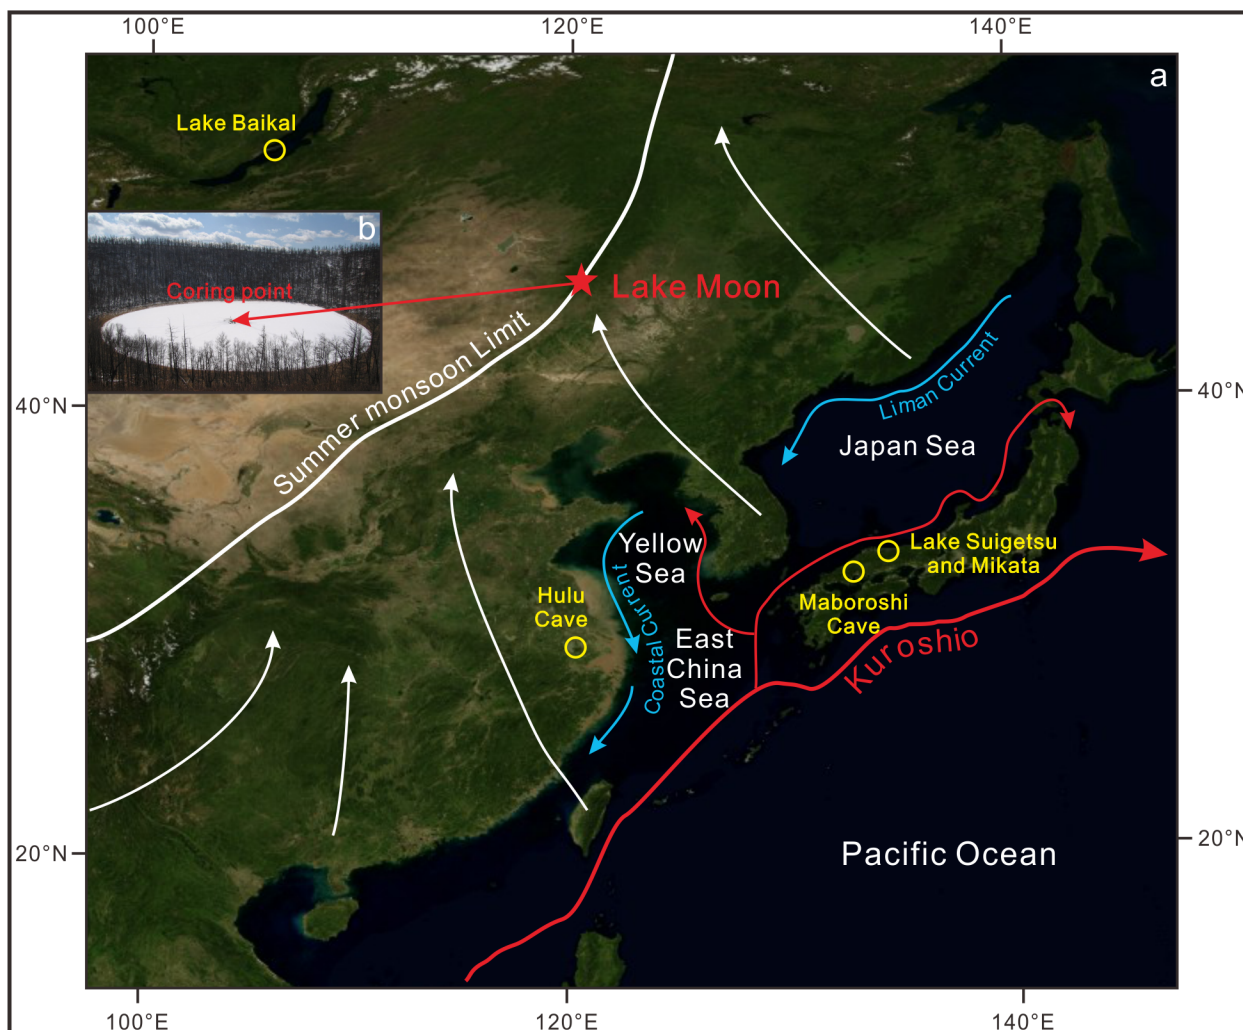 100°E
120°E
140°E
a
Lake Baikal
b
Coring point
Lake Moon
Summer monsoon Limit
Liman Current
40°N
40°N
Japan Sea
Yellow
Sea
Lake Suigetsu
and Mikata
Maboroshi
Cave
Hulu
Cave
Coastal Current
East
China
Sea
Kuroshio
Pacific Ocean
20°N
20°N
100°E
120°E
140°E